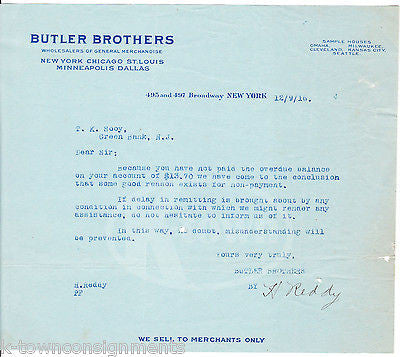 BUTLER BROTHERS
WHOLESALERS OF GENERAL MERCHANDISE
NEW YORK CHICAGO ST. LOUIS
MINNEAPOLIS DALLAS
SAMPLE HOUSES
OMAHA. MILWAUKEE.
CLEVELAND. KANSAS CITY.
SEATTLE.
495 and 497 Broadway NEW YORK
12/9/16.
T. K. Sooy,
Green Bank, N.J.
Dear Sir;
Because you have not paid the overdue balance
on your account of $13.70 we have come to the conclusion
that some good reason exists for non-payment.
If delay in remitting is brought about by any
condition in connection with which we might render any
assistance, do not hesitate to inform us of it.
In this way, no doubt, misunderstanding will
be prevented.
Yours very truly,
BUTLER BROTHERS
H.Reddy
BY H Reddy
PF
WE SELL TO MERCHANTS ONLY
k-townconsignments